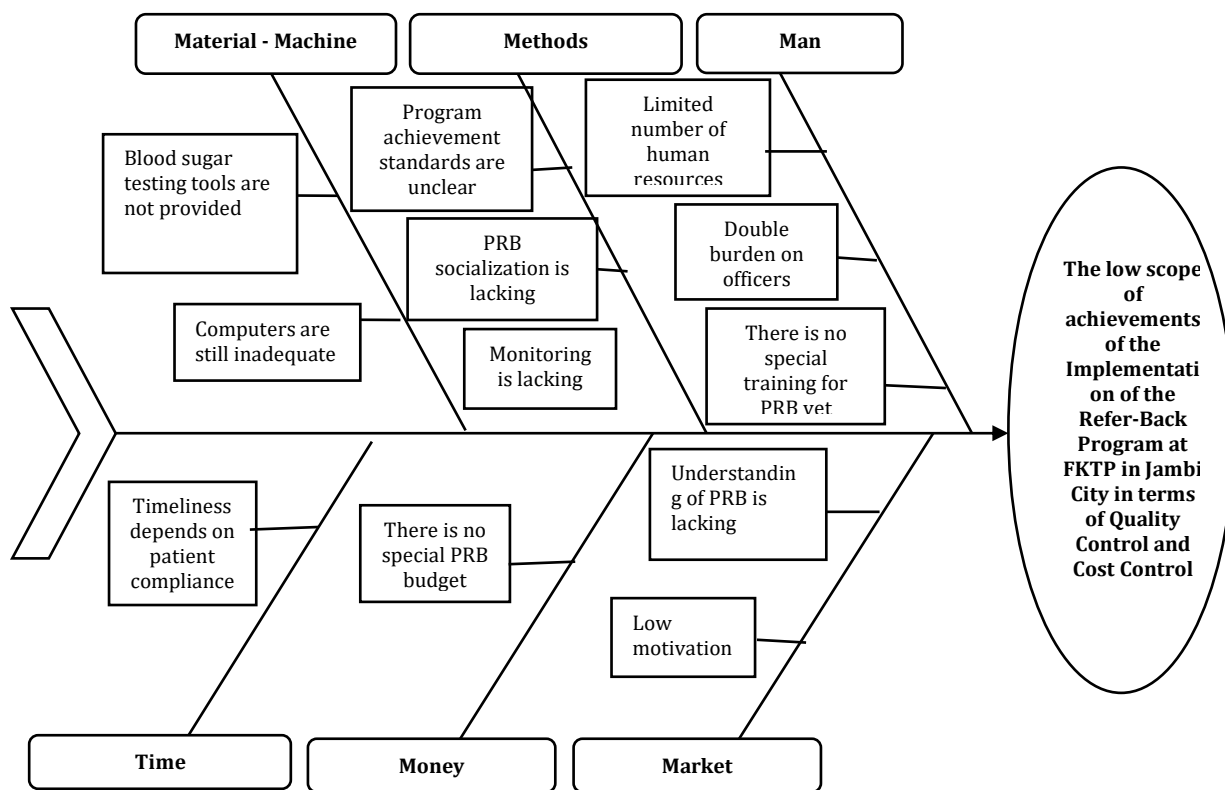 Material - Machine
Methods
Man
Blood sugar
testing tools are
not provided
Computers are
still inadequate
Program
achievement
standards are
unclear
PRB
socialization is
lacking
Monitoring
is lacking
Limited
number of
human
resources
Double
burden on
officers
There is no
special
training for
PRB yet
The low scope
of
achievements
of the
Implementati
on of the
Refer-Back
Program at
FKTP in Jambi
City in terms
of Quality
Control and
Cost Control
Timeliness
depends on
patient
compliance
There is no
special PRB
budget
Understandin
g of PRB is
lacking
Low
motivation
Time
Money
Market